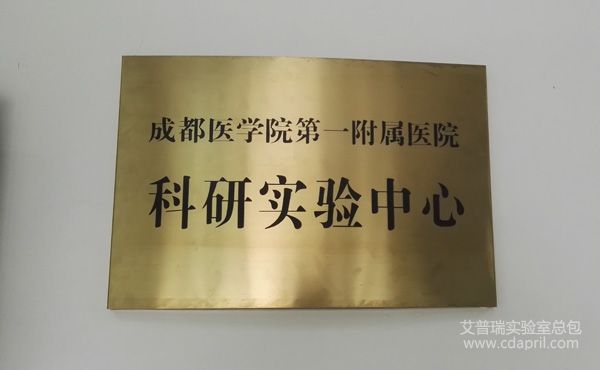 成都医学院第一附属医院
科研实验中心
艾普瑞实验室总包
www.cdapril.com